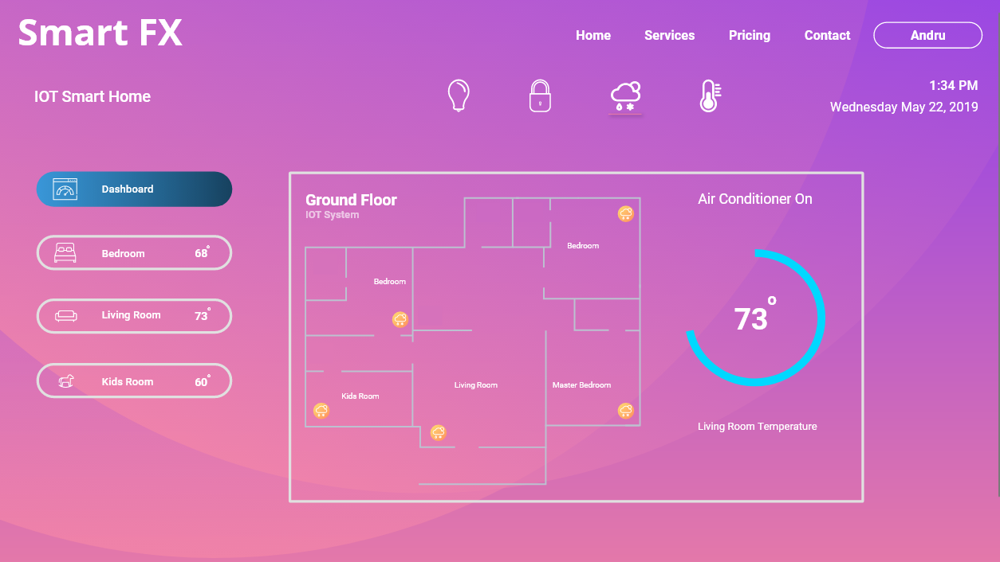 Smart FX
Home
Services
Pricing
Contact
Andru
IOT Smart Home
1:34 PM
Wednesday May 22, 2019
Dashboard
Bedroom 68°
Living Room 73°
Kids Room 60°
Ground Floor
IOT System
Bedroom
Bedroom
Kids Room
Living Room
Master Bedroom
Air Conditioner On
73°
Living Room Temperature